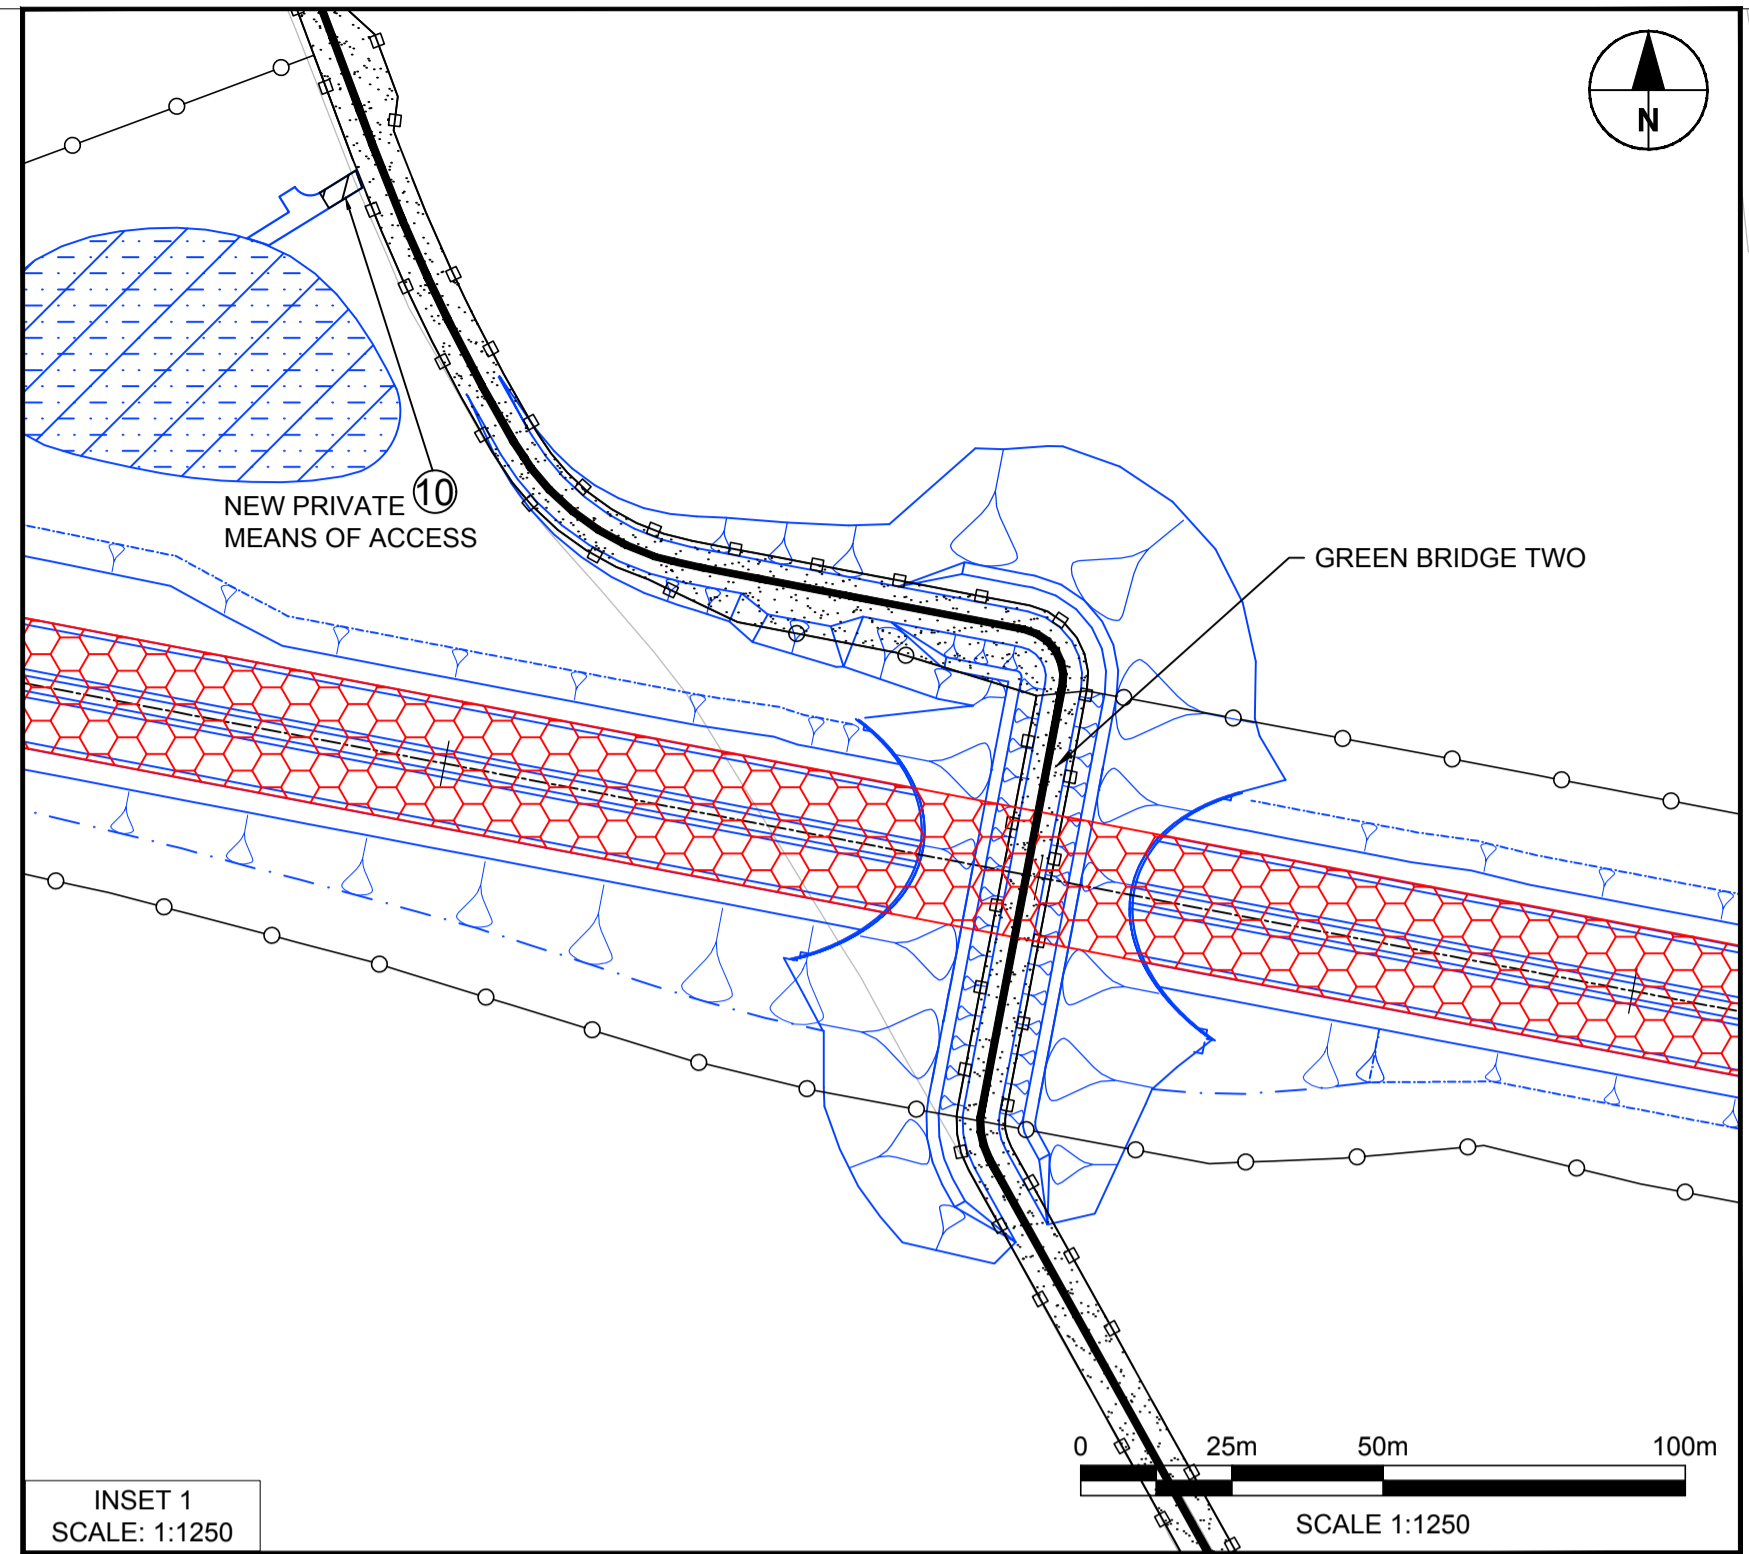 N
10
NEW PRIVATE
MEANS OF ACCESS
GREEN BRIDGE TWO
0 25m 50m 100m
SCALE 1:1250
INSET 1
SCALE: 1:1250